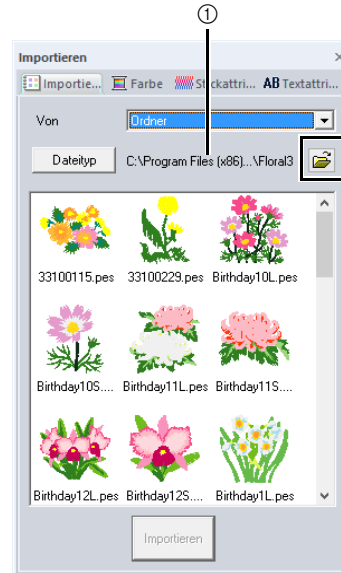 ①
Importieren
Importie... Farbe Stickattri... AB Textattri...
Von Ordner
Dateityp C:\Program Files (x86)...\Floral3
33100115.pes 33100229.pes Birthday10L.pes
Birthday10S.... Birthday11L.pes Birthday11S....
Birthday12L.pes Birthday12S.... Birthday1L.pes
Importieren